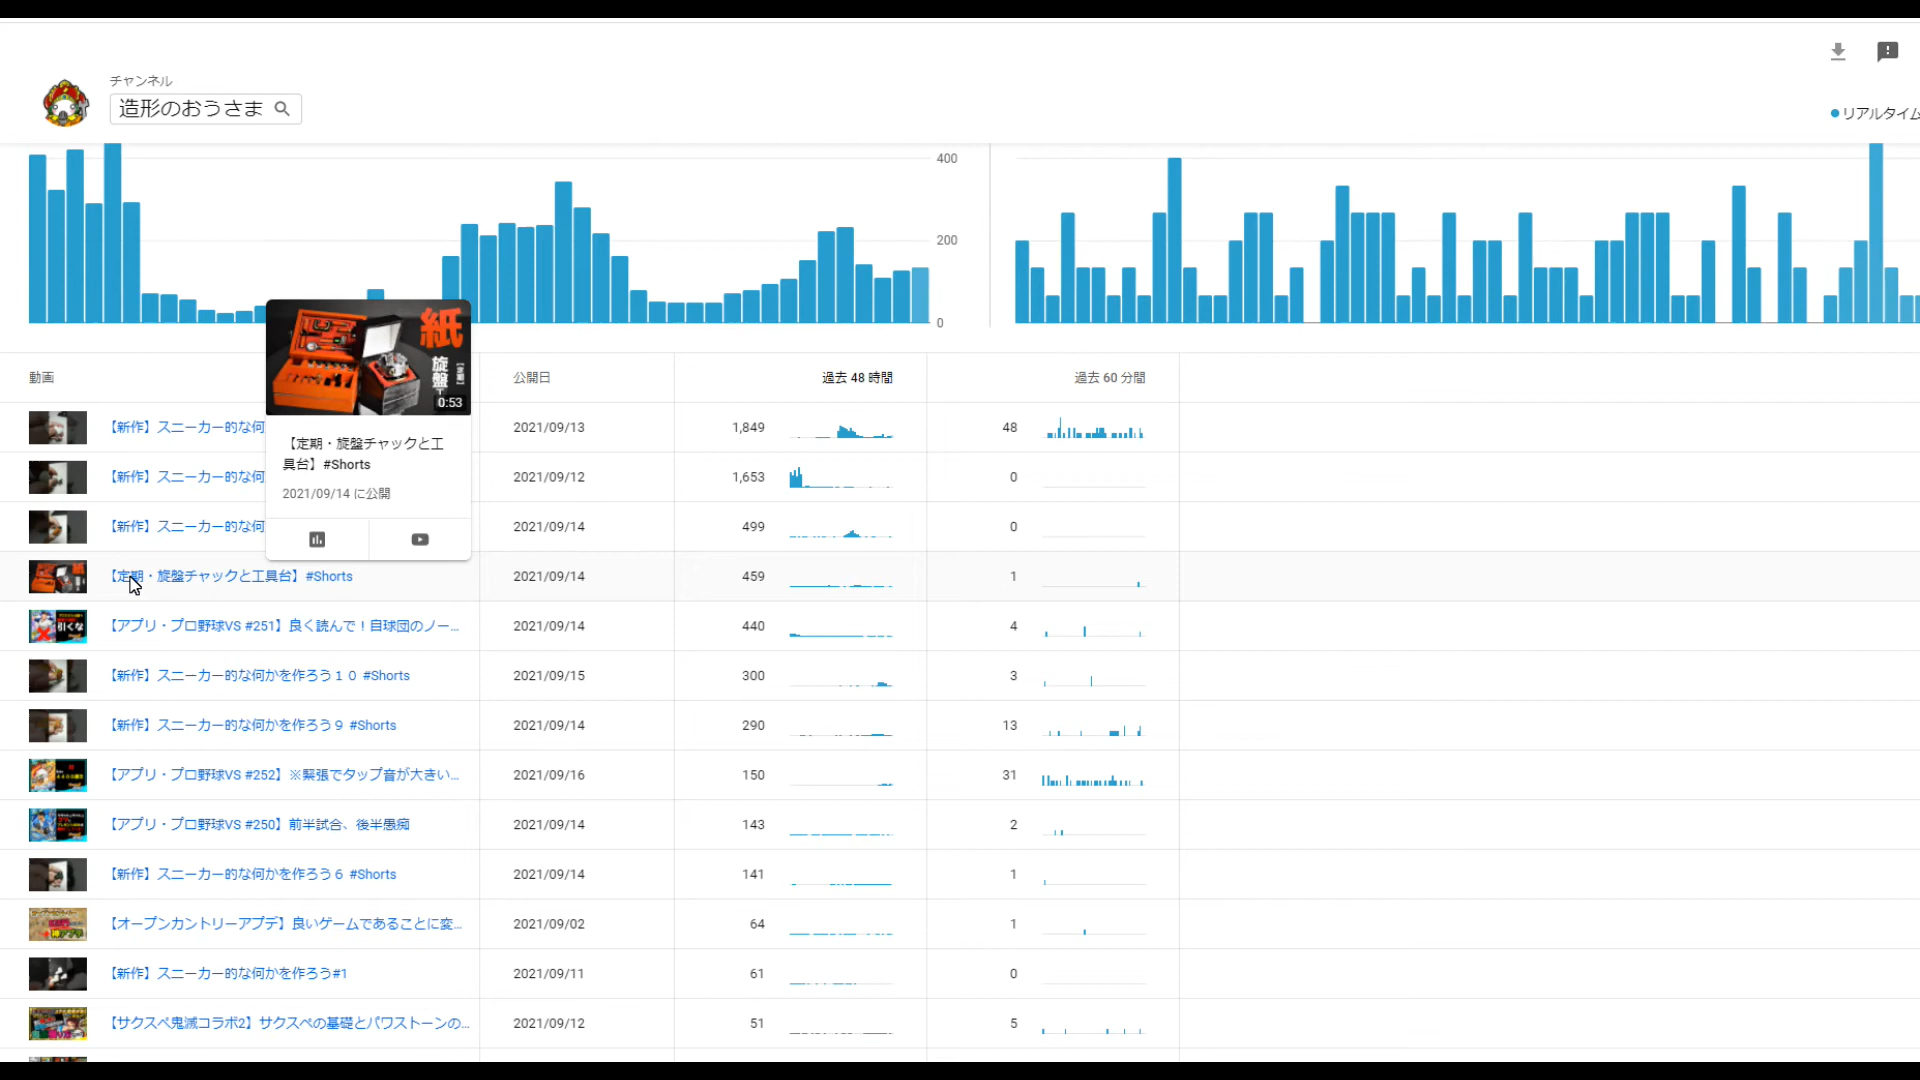 チャンネル
造形のおうさま
リアルタイム
400
200
0
紙
旋盤
0:53
【定期・旋盤チャックと工
具台】#Shorts
2021/09/14 に公開
動画
公開日
過去 48 時間
過去 60 分間
【新作】スニーカー的な何
2021/09/13
1,849
48
【新作】スニーカー的な何
2021/09/12
1,653
0
【新作】スニーカー的な何
2021/09/14
499
0
【定期・旋盤チャックと工具台】#Shorts
2021/09/14
459
1
引くな
【アプリ・プロ野球VS #251】良く読んで！自球団のノー...
2021/09/14
440
4
【新作】スニーカー的な何かを作ろう１０ #Shorts
2021/09/15
300
3
【新作】スニーカー的な何かを作ろう９ #Shorts
2021/09/14
290
13
【アプリ・プロ野球VS #252】※緊張でタップ音が大きい...
2021/09/16
150
31
【アプリ・プロ野球VS #250】前半試合、後半愚痴
2021/09/14
143
2
【新作】スニーカー的な何かを作ろう６ #Shorts
2021/09/14
141
1
【オープンカントリーアプデ】良いゲームであることに変...
2021/09/02
64
1
【新作】スニーカー的な何かを作ろう#1
2021/09/11
61
0
【サクスペ鬼滅コラボ2】サクスペの基礎とパワストーンの...
2021/09/12
51
5